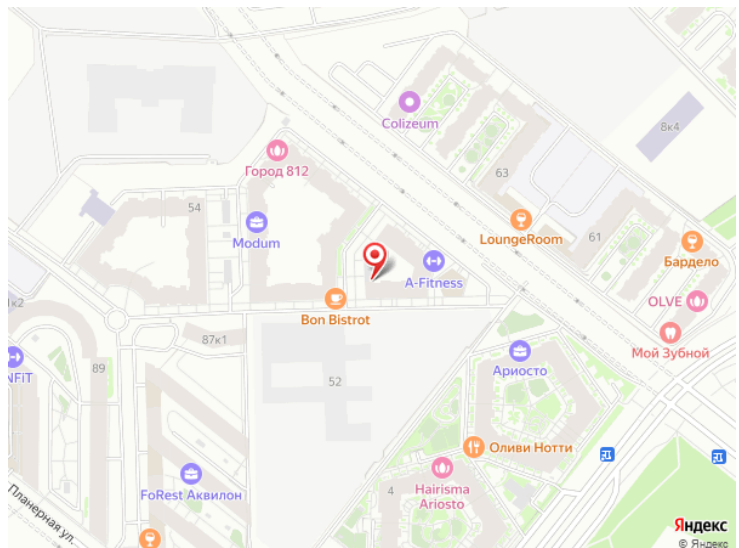 Colizeum
8к4
Город 812
63
54
Modum
LoungeRoom
61
Бардело
A-Fitness
OLVE
Bon Bistrot
87к1
Мой Зубной
89
52
Ариосто
Оливи Нотти
FoRest Аквилон
4
Hairisma
Ariosto
Планерная ул.
Яндекс
© Яндекс